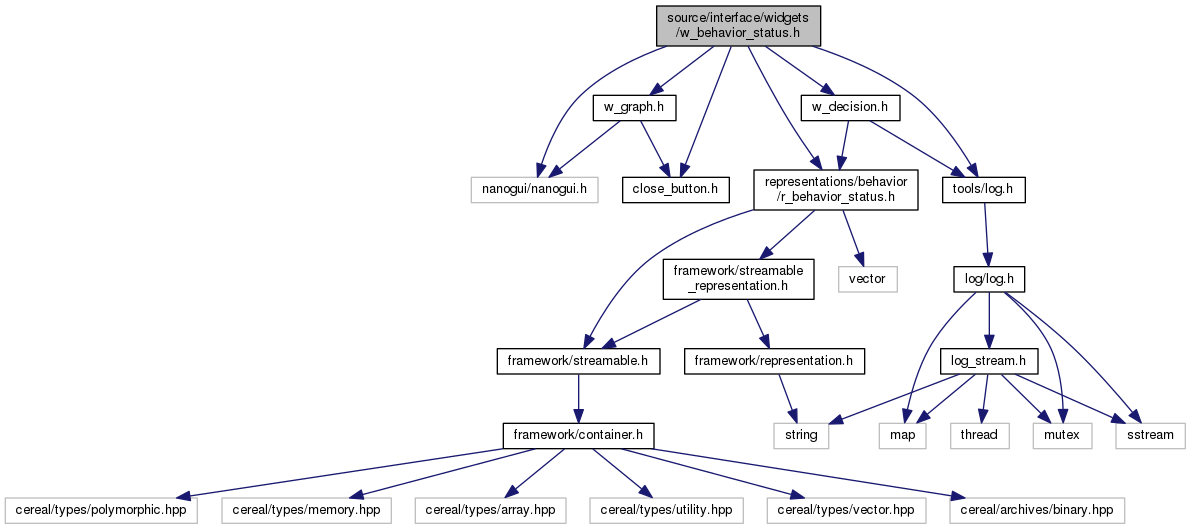 source/interface/widgets
/w_behavior_status.h
w_graph.h
w_decision.h
nanogui/nanogui.h
close_button.h
representations/behavior
/r_behavior_status.h
tools/log.h
framework/streamable
_representation.h
vector
log/log.h
framework/streamable.h
framework/representation.h
log_stream.h
framework/container.h
string
map
thread
mutex
sstream
cereal/types/polymorphic.hpp
cereal/types/memory.hpp
cereal/types/array.hpp
cereal/types/utility.hpp
cereal/types/vector.hpp
cereal/archives/binary.hpp